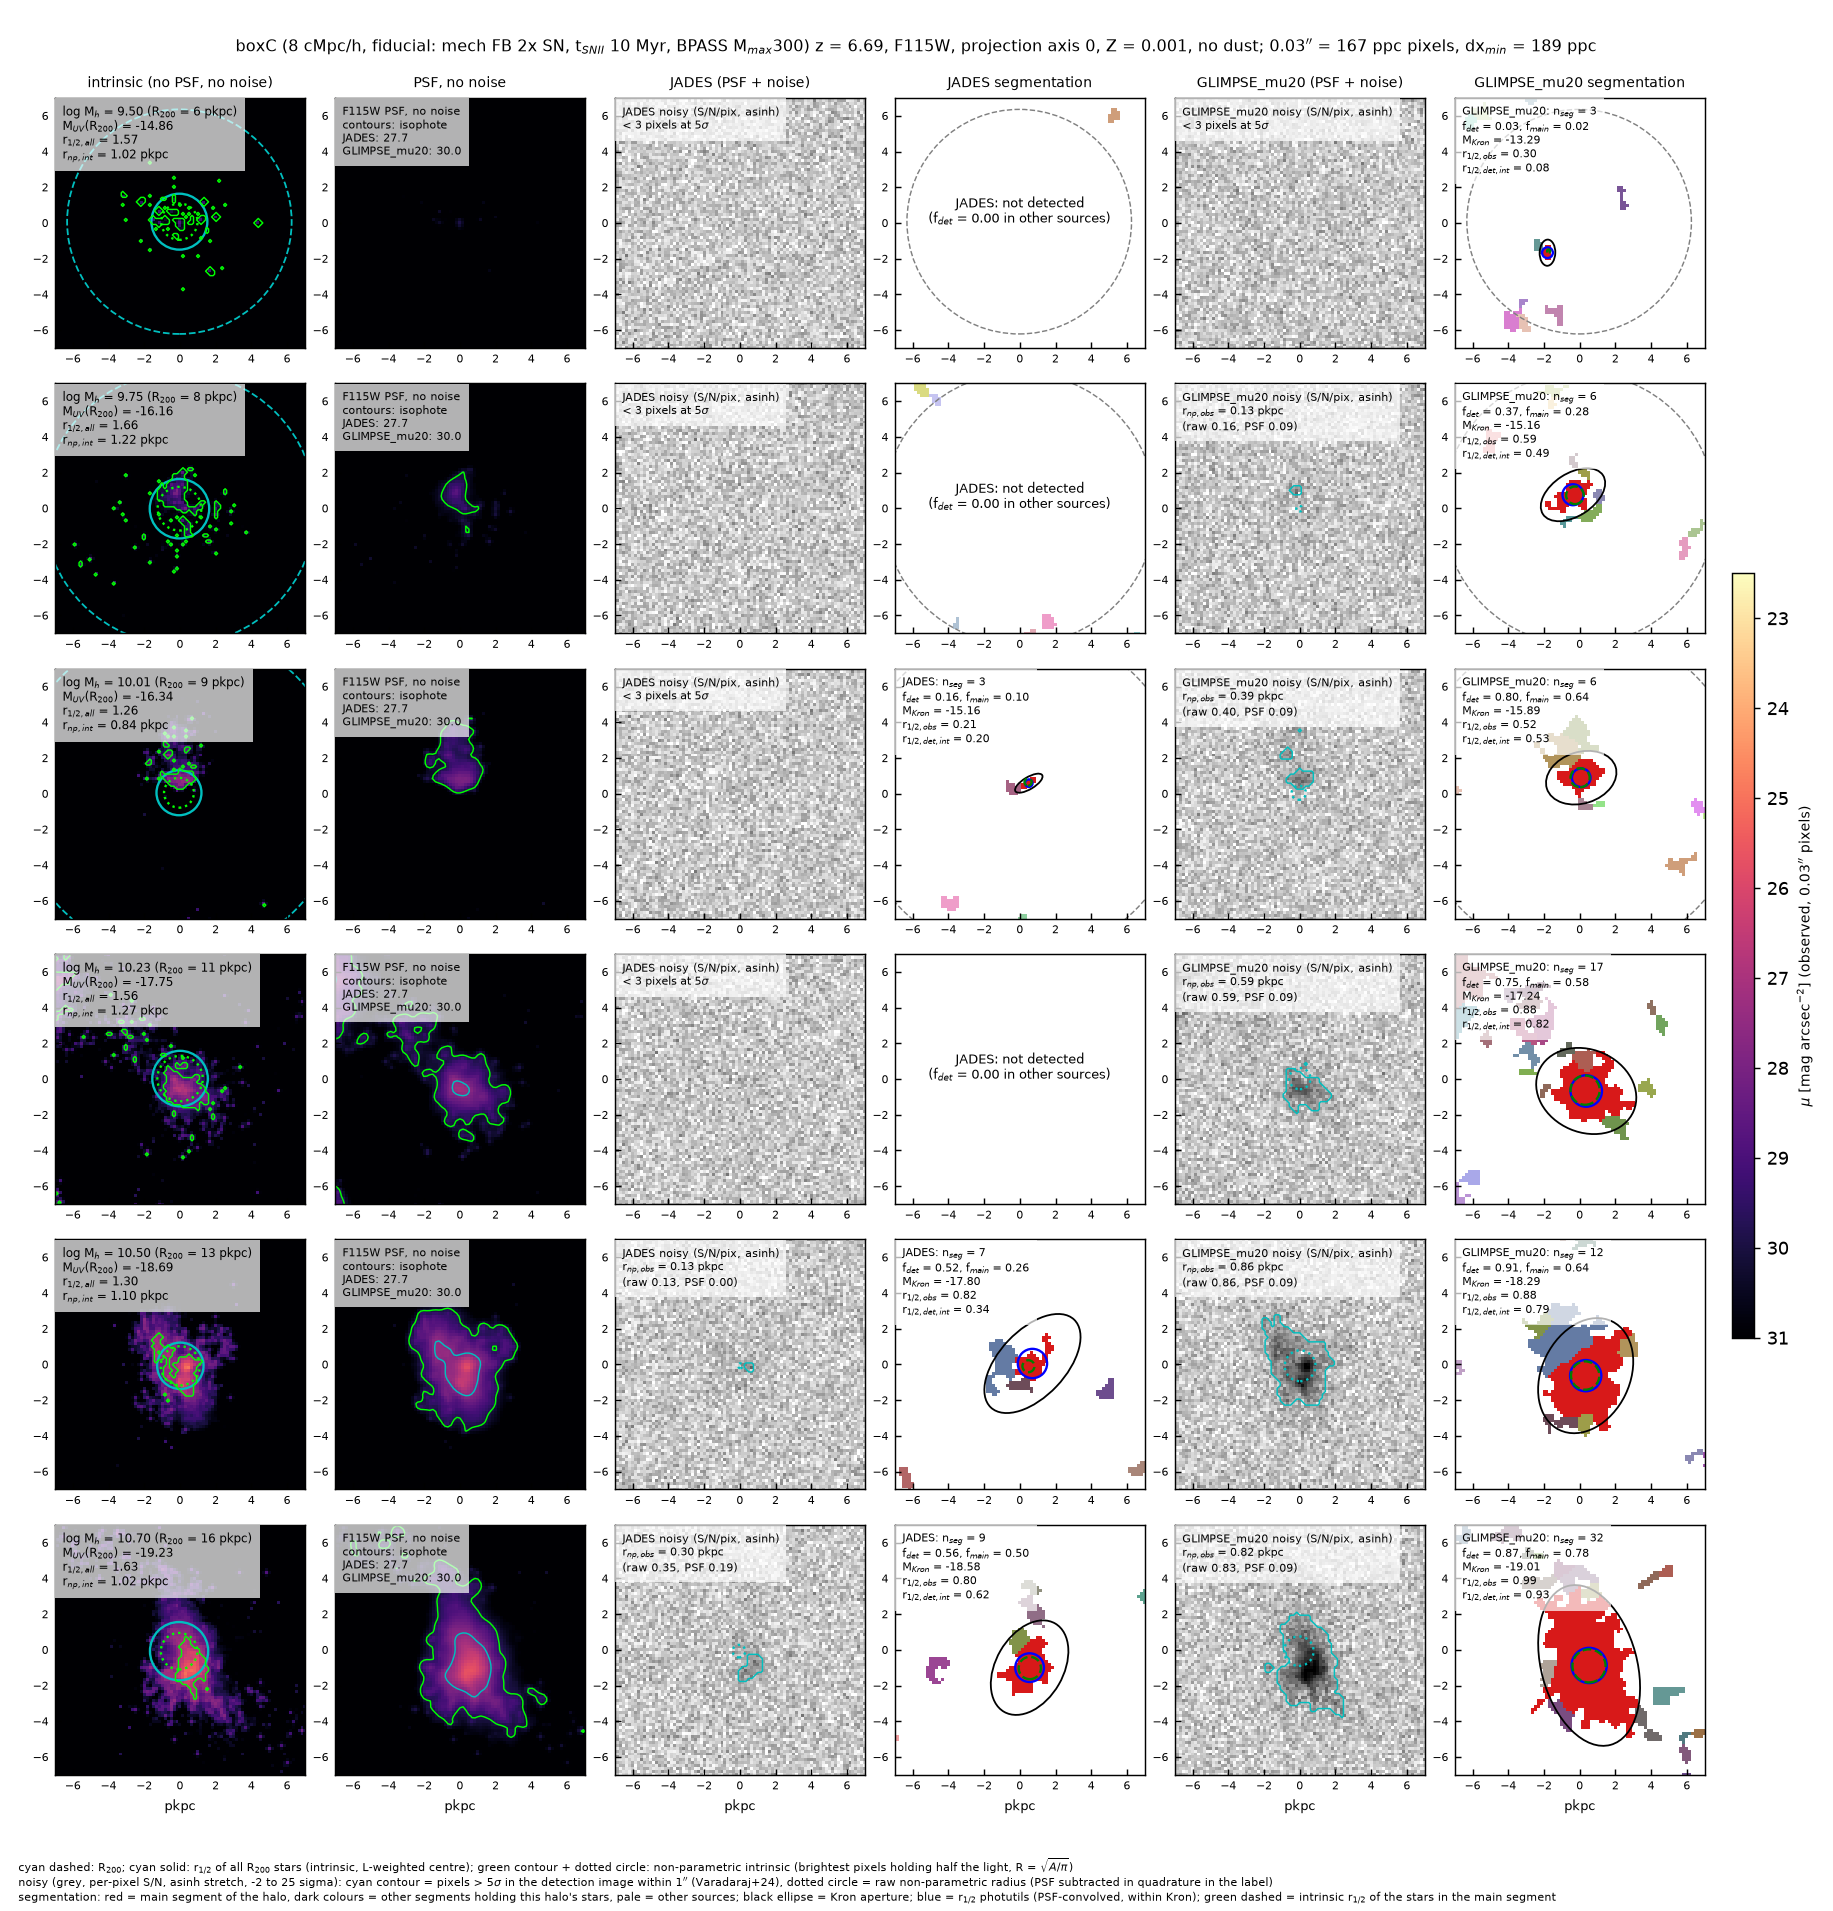 boxC (8 cMpc/h, fiducial: mech FB 2x SN, t_SNII 10 Myr, BPASS M_max300) z = 6.69, F115W, projection axis 0, Z = 0.001, no dust; 0.03″ = 167 ppc pixels, dx_min = 189 ppc
intrinsic (no PSF, no noise)
PSF, no noise
JADES (PSF + noise)
JADES segmentation
GLIMPSE_mu20 (PSF + noise)
GLIMPSE_mu20 segmentation
log M_h = 9.50 (R_200 = 6 pkpc)
M_UV(R_200) = -14.86
r_1/2,all = 1.57
r_np,int = 1.02 pkpc
F115W PSF, no noise
contours: isophote
JADES: 27.7
GLIMPSE_mu20: 30.0
JADES noisy (S/N/pix, asinh)
< 3 pixels at 5σ
JADES: not detected
(f_det = 0.00 in other sources)
GLIMPSE_mu20 noisy (S/N/pix, asinh)
< 3 pixels at 5σ
GLIMPSE_mu20: n_seg = 3
f_det = 0.03, f_main = 0.02
M_Kron = -13.29
r_1/2,obs = 0.30
r_1/2,det,int = 0.08
log M_h = 9.75 (R_200 = 8 pkpc)
M_UV(R_200) = -16.16
r_1/2,all = 1.66
r_np,int = 1.22 pkpc
F115W PSF, no noise
contours: isophote
JADES: 27.7
GLIMPSE_mu20: 30.0
JADES noisy (S/N/pix, asinh)
< 3 pixels at 5σ
JADES: not detected
(f_det = 0.00 in other sources)
GLIMPSE_mu20 noisy (S/N/pix, asinh)
r_np,obs = 0.13 pkpc
(raw 0.16, PSF 0.09)
GLIMPSE_mu20: n_seg = 6
f_det = 0.37, f_main = 0.28
M_Kron = -15.16
r_1/2,obs = 0.59
r_1/2,det,int = 0.49
log M_h = 10.01 (R_200 = 9 pkpc)
M_UV(R_200) = -16.34
r_1/2,all = 1.26
r_np,int = 0.84 pkpc
F115W PSF, no noise
contours: isophote
JADES: 27.7
GLIMPSE_mu20: 30.0
JADES noisy (S/N/pix, asinh)
< 3 pixels at 5σ
JADES: n_seg = 3
f_det = 0.16, f_main = 0.10
M_Kron = -15.16
r_1/2,obs = 0.21
r_1/2,det,int = 0.20
GLIMPSE_mu20 noisy (S/N/pix, asinh)
r_np,obs = 0.39 pkpc
(raw 0.40, PSF 0.09)
GLIMPSE_mu20: n_seg = 6
f_det = 0.80, f_main = 0.64
M_Kron = -15.89
r_1/2,obs = 0.52
r_1/2,det,int = 0.53
log M_h = 10.23 (R_200 = 11 pkpc)
M_UV(R_200) = -17.75
r_1/2,all = 1.56
r_np,int = 1.27 pkpc
F115W PSF, no noise
contours: isophote
JADES: 27.7
GLIMPSE_mu20: 30.0
JADES noisy (S/N/pix, asinh)
< 3 pixels at 5σ
JADES: not detected
(f_det = 0.00 in other sources)
GLIMPSE_mu20 noisy (S/N/pix, asinh)
r_np,obs = 0.59 pkpc
(raw 0.59, PSF 0.09)
GLIMPSE_mu20: n_seg = 17
f_det = 0.75, f_main = 0.58
M_Kron = -17.24
r_1/2,obs = 0.88
r_1/2,det,int = 0.82
log M_h = 10.50 (R_200 = 13 pkpc)
M_UV(R_200) = -18.69
r_1/2,all = 1.30
r_np,int = 1.10 pkpc
F115W PSF, no noise
contours: isophote
JADES: 27.7
GLIMPSE_mu20: 30.0
JADES noisy (S/N/pix, asinh)
r_np,obs = 0.13 pkpc
(raw 0.13, PSF 0.00)
JADES: n_seg = 7
f_det = 0.52, f_main = 0.26
M_Kron = -17.80
r_1/2,obs = 0.82
r_1/2,det,int = 0.34
GLIMPSE_mu20 noisy (S/N/pix, asinh)
r_np,obs = 0.86 pkpc
(raw 0.86, PSF 0.09)
GLIMPSE_mu20: n_seg = 12
f_det = 0.91, f_main = 0.64
M_Kron = -18.29
r_1/2,obs = 0.88
r_1/2,det,int = 0.79
log M_h = 10.70 (R_200 = 16 pkpc)
M_UV(R_200) = -19.23
r_1/2,all = 1.63
r_np,int = 1.02 pkpc
F115W PSF, no noise
contours: isophote
JADES: 27.7
GLIMPSE_mu20: 30.0
JADES noisy (S/N/pix, asinh)
r_np,obs = 0.30 pkpc
(raw 0.35, PSF 0.19)
JADES: n_seg = 9
f_det = 0.56, f_main = 0.50
M_Kron = -18.58
r_1/2,obs = 0.80
r_1/2,det,int = 0.62
GLIMPSE_mu20 noisy (S/N/pix, asinh)
r_np,obs = 0.82 pkpc
(raw 0.83, PSF 0.09)
GLIMPSE_mu20: n_seg = 32
f_det = 0.87, f_main = 0.78
M_Kron = -19.01
r_1/2,obs = 0.99
r_1/2,det,int = 0.93
−6 −4 −2 0 2 4 6
pkpc pkpc pkpc pkpc pkpc pkpc
23
24
25
26
27
28
29
30
31
μ [mag arcsec⁻²] (observed, 0.03″ pixels)
cyan dashed: R_200; cyan solid: r_1/2 of all R_200 stars (intrinsic, L-weighted centre); green contour + dotted circle: non-parametric intrinsic (brightest pixels holding half the light, R = √A/π)
noisy (grey, per-pixel S/N, asinh stretch, -2 to 25 sigma): cyan contour = pixels > 5σ in the detection image within 1″ (Varadaraj+24), dotted circle = raw non-parametric radius (PSF subtracted in quadrature in the label)
segmentation: red = main segment of the halo, dark colours = other segments holding this halo's stars, pale = other sources; black ellipse = Kron aperture; blue = r_1/2 photutils (PSF-convolved, within Kron); green dashed = intrinsic r_1/2 of the stars in the main segment